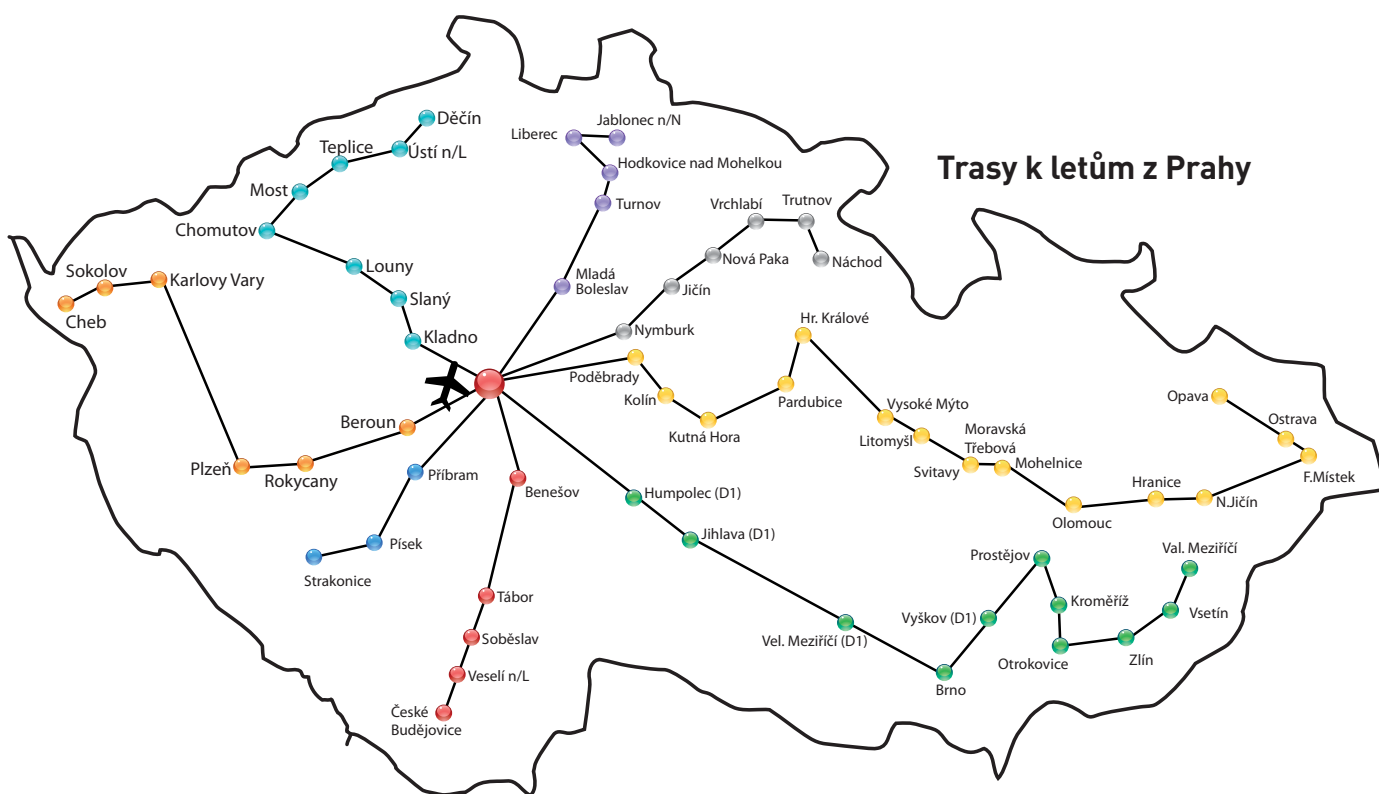 Trasy k letům z Prahy
Děčín
Ústí n/L
Teplice
Most
Chomutov
Louny
Slaný
Kladno
Liberec
Jablonec n/N
Hodkovice nad Mohelkou
Turnov
Mladá
Boleslav
Vrchlabí
Trutnov
Náchod
Nová Paka
Jičín
Nymburk
Sokolov
Karlovy Vary
Cheb
Plzeň
Rokycany
Beroun
Příbram
Písek
Strakonice
Benešov
Tábor
Soběslav
Veselí n/L
České
Budějovice
Hr. Králové
Poděbrady
Kolín
Kutná Hora
Pardubice
Vysoké Mýto
Litomyšl
Svitavy
Moravská
Třebová
Mohelnice
Olomouc
Hranice
N.Jičín
F.Místek
Ostrava
Opava
Humpolec (D1)
Jihlava (D1)
Vel. Meziříčí (D1)
Brno
Vyškov (D1)
Prostějov
Kroměříž
Otrokovice
Zlín
Vsetín
Val. Meziříčí